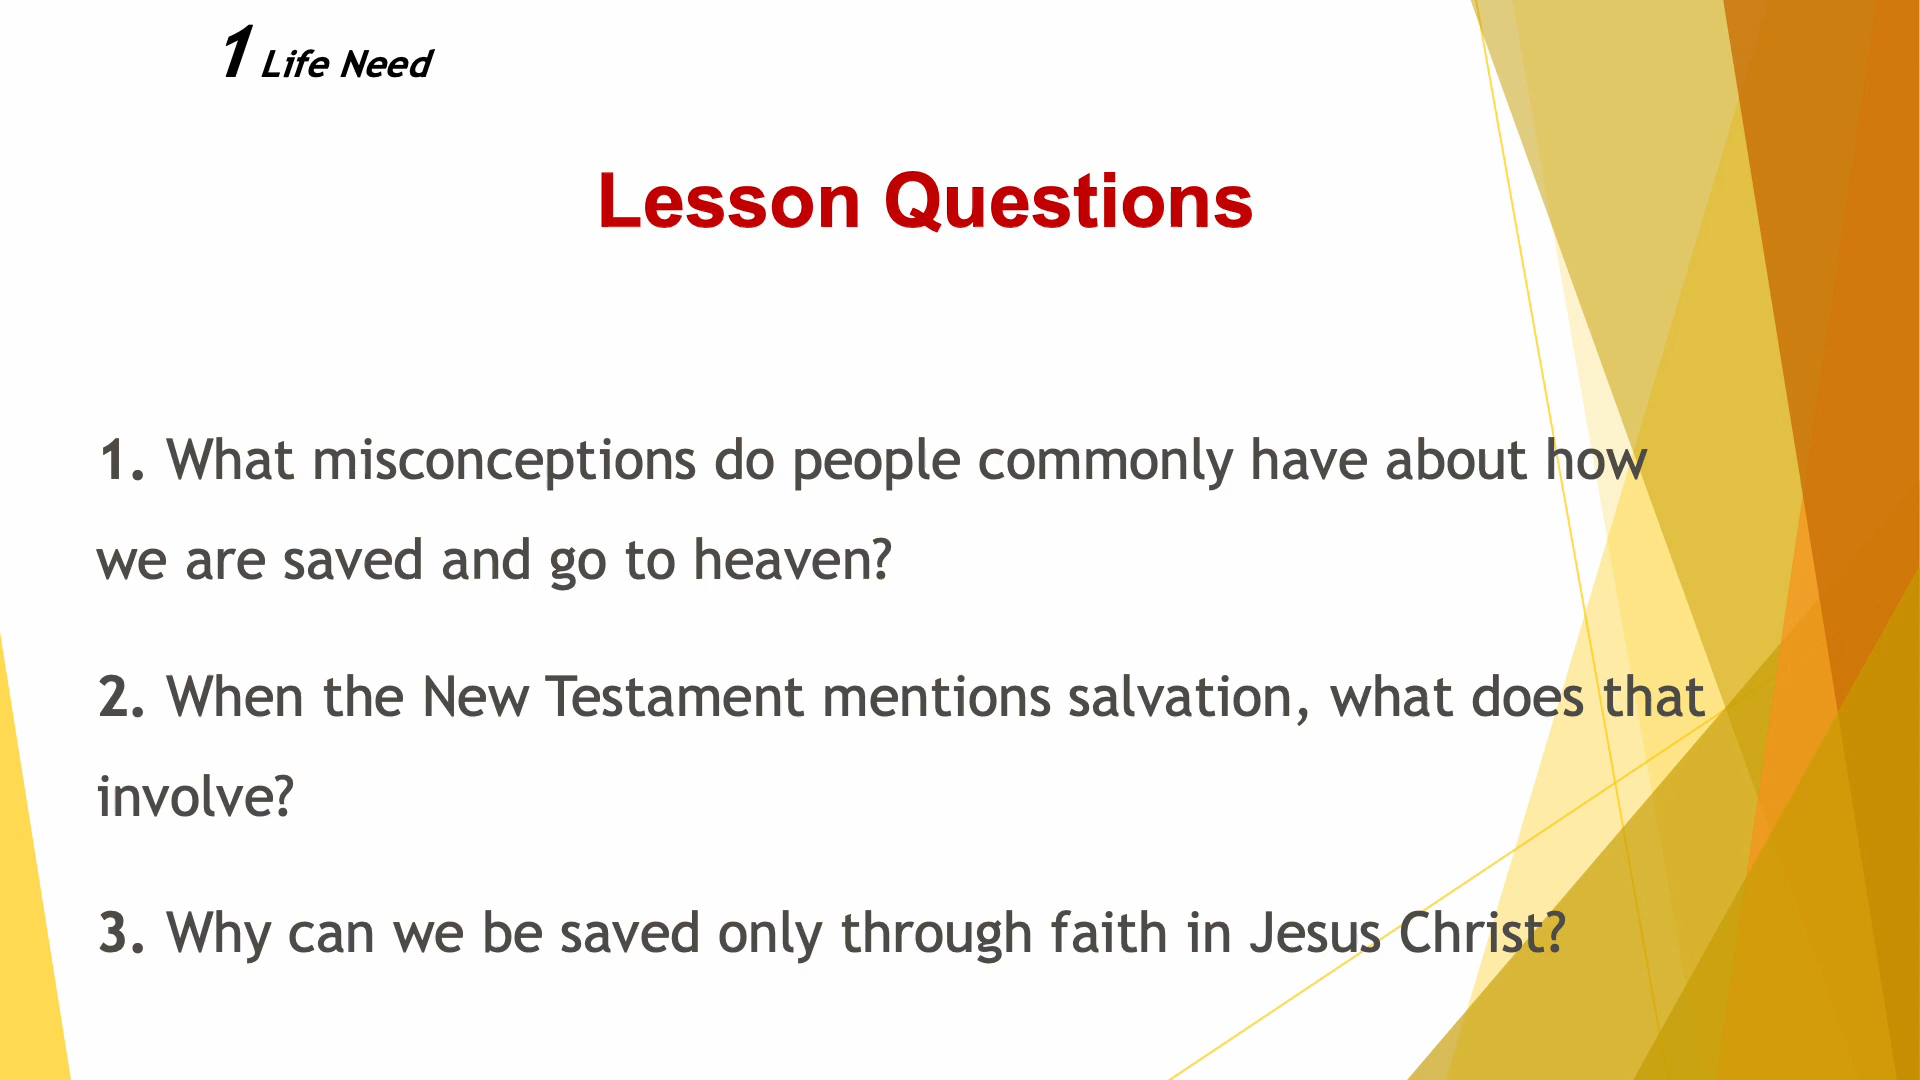 1 Life Need
Lesson Questions
1. What misconceptions do people commonly have about how
we are saved and go to heaven?
2. When the New Testament mentions salvation, what does that
involve?
3. Why can we be saved only through faith in Jesus Christ?